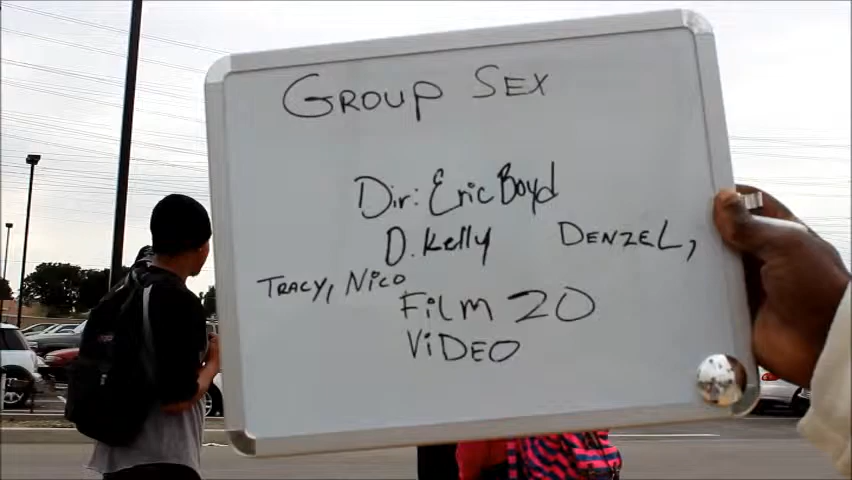 GROUP SEX
Dir: Eric Boyd
D. Kelly DENZEL,
TRACY, NICO
FiLM 20
ViDEO